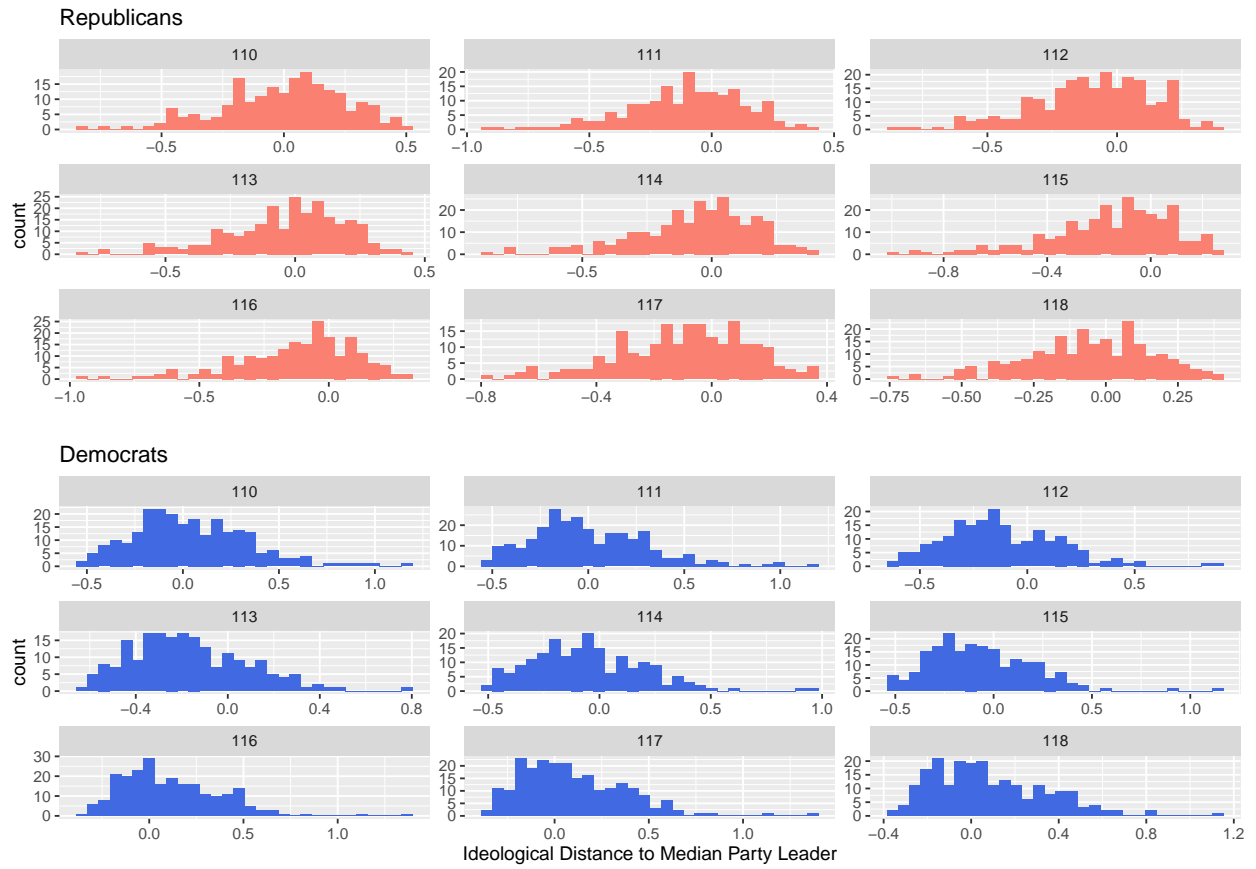 Republicans
110 111 112
15 10 5 0 20 15 10 5 0 20 15 10 5 0
−0.5 0.0 0.5 −1.0 −0.5 0.0 0.5 −0.5 0.0
113 114 115
count
25 20 15 10 5 0 20 10 0 20 10 0
−0.5 0.0 0.5 −0.5 0.0 −0.8 −0.4 0.0
116 117 118
25 20 15 10 5 0 15 10 5 0 20 15 10 5 0
−1.0 −0.5 0.0 −0.8 −0.4 0.0 0.4 −0.75 −0.50 −0.25 0.00 0.25
Democrats
110 111 112
20 15 10 5 0 20 10 0 20 15 10 5 0
−0.5 0.0 0.5 1.0 −0.5 0.0 0.5 1.0 −0.5 0.0 0.5
113 114 115
count
15 10 5 0 20 15 10 5 0 20 15 10 5 0
−0.4 0.0 0.4 0.8 −0.5 0.0 0.5 1.0 −0.5 0.0 0.5 1.0
116 117 118
30 20 10 0 20 15 10 5 0 20 15 10 5 0
0.0 0.5 1.0 0.0 0.5 1.0 −0.4 0.0 0.4 0.8 1.2
Ideological Distance to Median Party Leader